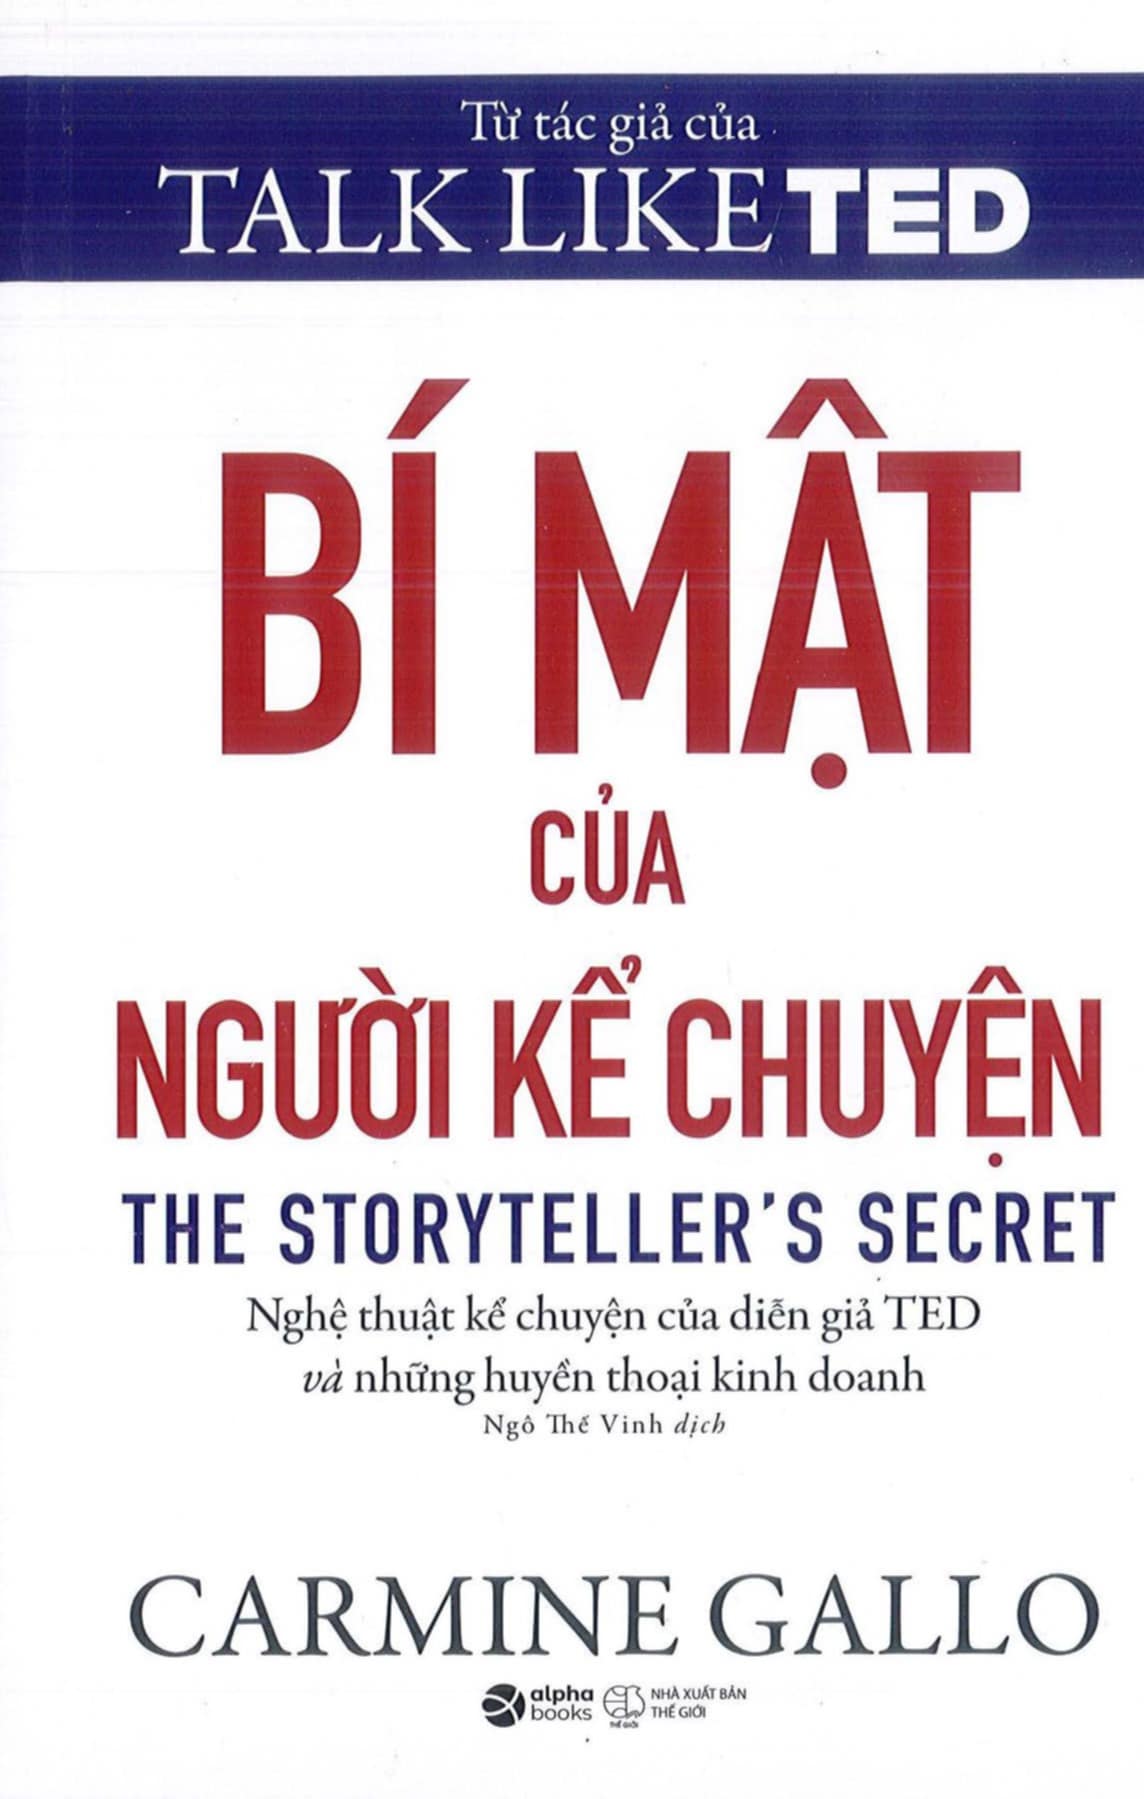 Từ tác giả của
TALK LIKE TED
BÍ MẬT
CỦA
NGƯỜI KỂ CHUYỆN
THE STORYTELLER'S SECRET
Nghệ thuật kể chuyện của diễn giả TED
và những huyền thoại kinh doanh
Ngô Thế Vinh dịch
CARMINE GALLO
alpha books
NHÀ XUẤT BẢN
THẾ GIỚI
THẾ GIỚI